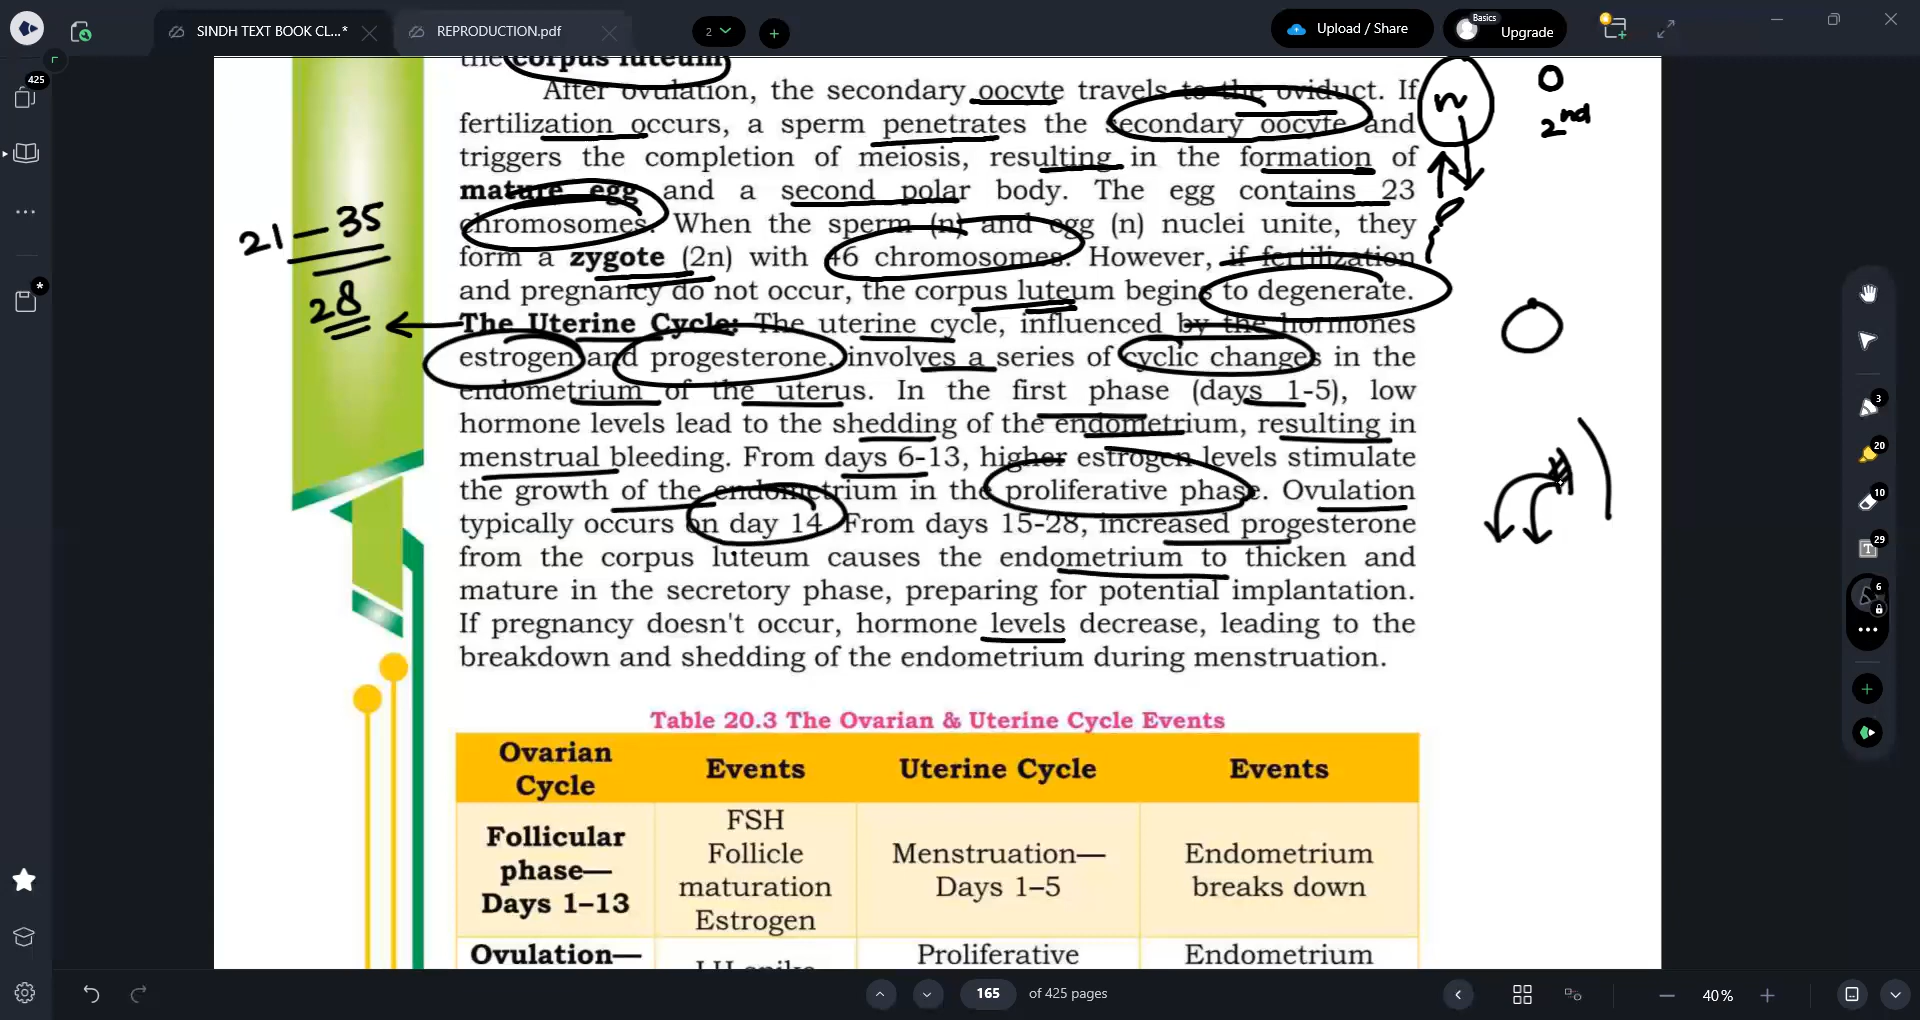 SINDH TEXT BOOK CL...*
REPRODUCTION.pdf
2
Upload / Share
Basics
Upgrade
425
the corpus luteum
After ovulation, the secondary oocyte travels to the oviduct. If
fertilization occurs, a sperm penetrates the secondary oocyte and
triggers the completion of meiosis, resulting in the formation of
mature egg and a second polar body. The egg contains 23
chromosomes. When the sperm (n) and egg (n) nuclei unite, they
form a zygote (2n) with 46 chromosomes. However, if fertilization
and pregnancy do not occur, the corpus luteum begins to degenerate.
The Uterine Cycle: The uterine cycle, influenced by the hormones
estrogen and progesterone, involves a series of cyclic changes in the
endometrium of the uterus. In the first phase (days 1-5), low
hormone levels lead to the shedding of the endometrium, resulting in
menstrual bleeding. From days 6-13, higher estrogen levels stimulate
the growth of the endometrium in the proliferative phase. Ovulation
typically occurs on day 14. From days 15-28, increased progesterone
from the corpus luteum causes the endometrium to thicken and
mature in the secretory phase, preparing for potential implantation.
If pregnancy doesn't occur, hormone levels decrease, leading to the
breakdown and shedding of the endometrium during menstruation.
n
2nd
21 - 35
28
Table 20.3 The Ovarian & Uterine Cycle Events
Ovarian
Cycle
Events
Uterine Cycle
Events
Follicular
phase—
Days 1–13
FSH
Follicle
maturation
Estrogen
Menstruation—
Days 1–5
Endometrium
breaks down
Ovulation—
LH spike
Proliferative
Endometrium
3
20
10
29
6
165
of 425 pages
40%